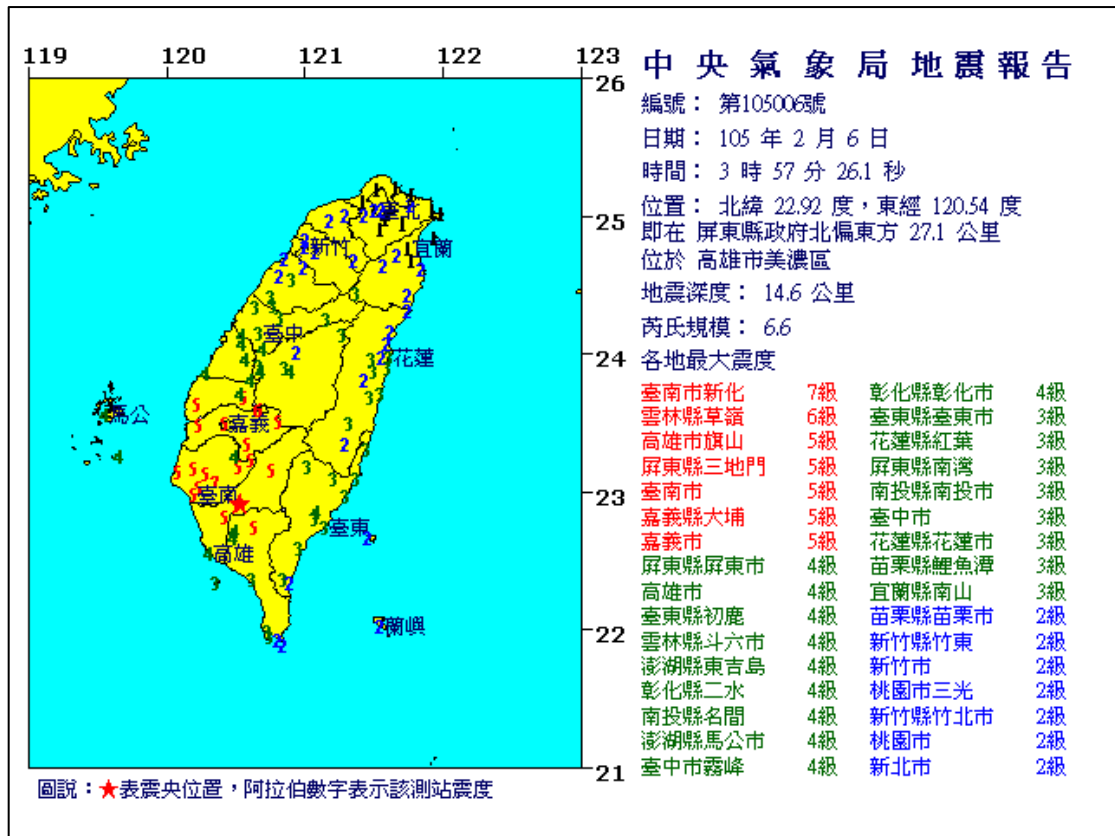 119 120 121 122 123
26
25
24
23
22
21
臺北
新竹
宜蘭
臺中
花蓮
馬公
嘉義
臺南
臺東
高雄
蘭嶼
圖說：★表震央位置，阿拉伯數字表示該測站震度
中央氣象局地震報告
編號： 第105006號
日期： 105 年 2 月 6 日
時間： 3 時 57 分 26.1 秒
位置： 北緯 22.92 度，東經 120.54 度
即在 屏東縣政府北偏東方 27.1 公里
位於 高雄市美濃區
地震深度： 14.6 公里
芮氏規模： 6.6
各地最大震度
臺南市新化 7級 彰化縣彰化市 4級
雲林縣草嶺 6級 臺東縣臺東市 3級
高雄市旗山 5級 花蓮縣紅葉 3級
屏東縣三地門 5級 屏東縣南灣 3級
臺南市 5級 南投縣南投市 3級
嘉義縣大埔 5級 臺中市 3級
嘉義市 5級 花蓮縣花蓮市 3級
屏東縣屏東市 4級 苗栗縣鯉魚潭 3級
高雄市 4級 宜蘭縣南山 3級
臺東縣初鹿 4級 苗栗縣苗栗市 2級
雲林縣斗六市 4級 新竹縣竹東 2級
澎湖縣東吉島 4級 新竹市 2級
彰化縣二水 4級 桃園市三光 2級
南投縣名間 4級 新竹縣竹北市 2級
澎湖縣馬公市 4級 桃園市 2級
臺中市霧峰 4級 新北市 2級